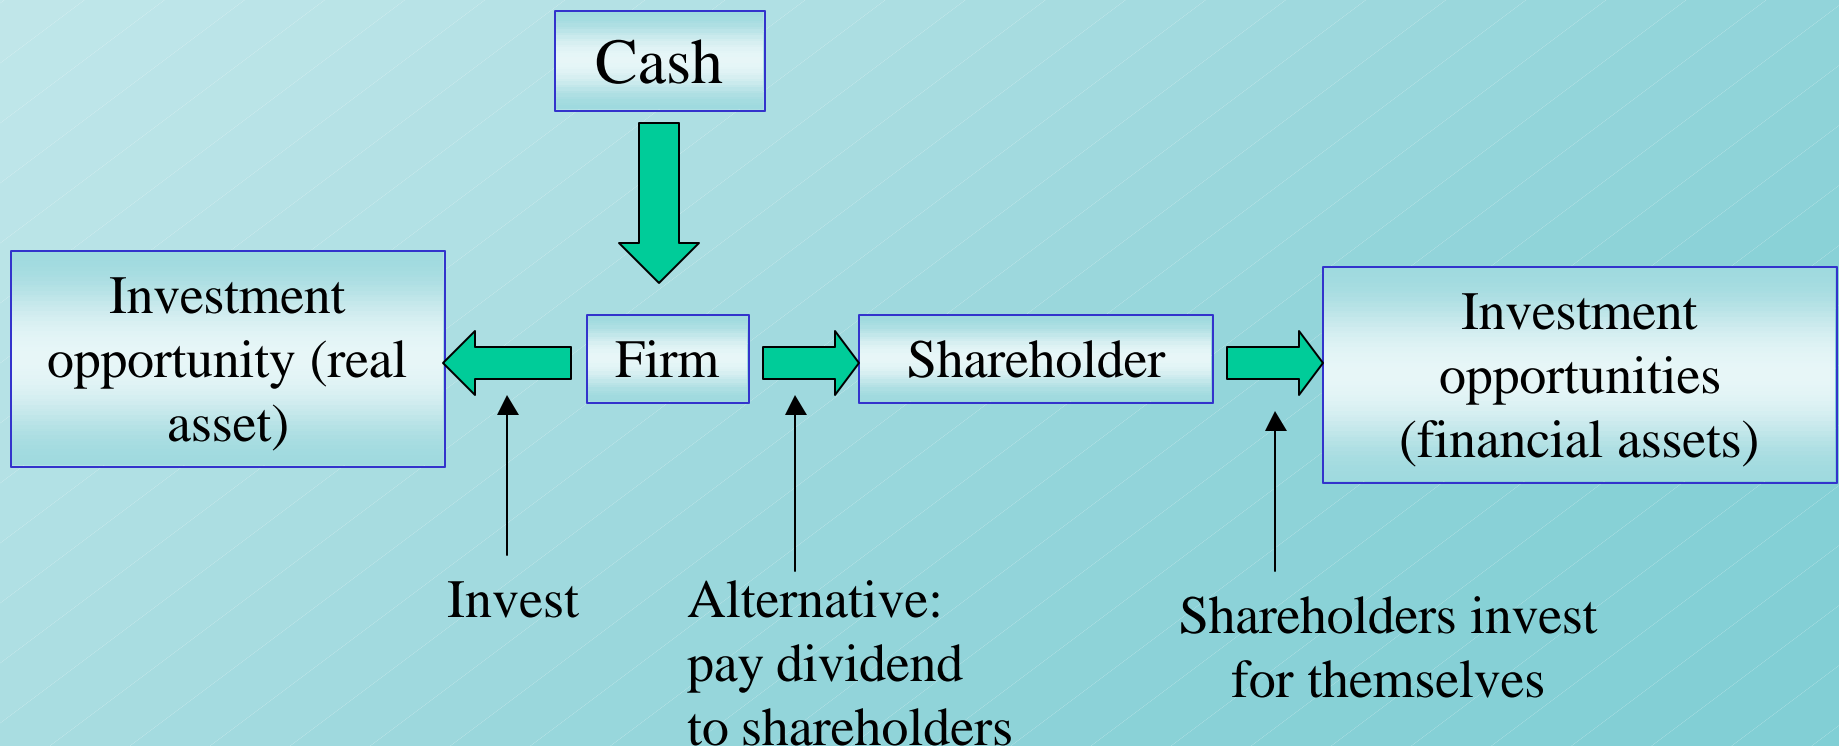 Cash
Investment
opportunity (real
asset)
Firm
Shareholder
Investment
opportunities
(financial assets)
Invest
Alternative:
pay dividend
to shareholders
Shareholders invest
for themselves